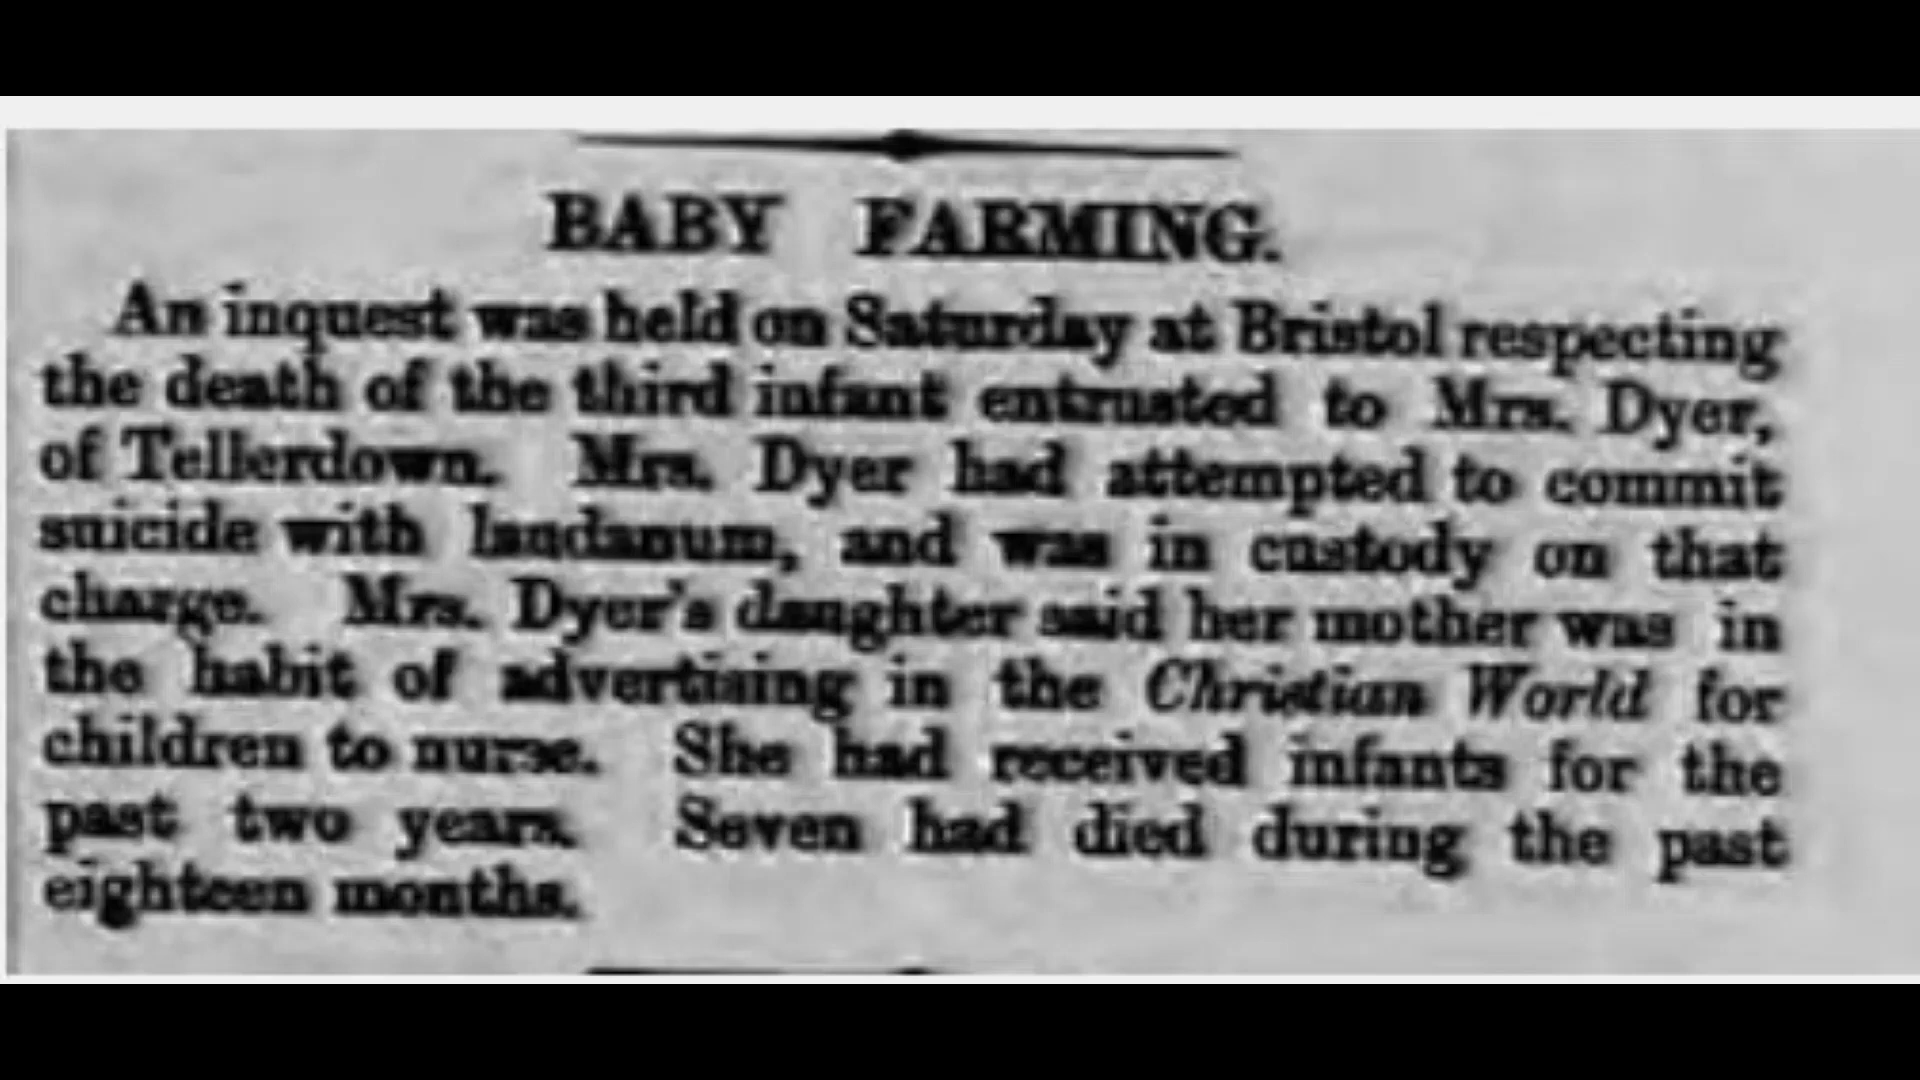 BABY FARMING.
An inquest was held on Saturday at Bristol respecting
the death of the third infant entrusted to Mrs. Dyer,
of Tellerdown. Mrs. Dyer had attempted to commit
suicide with laudanum, and was in custody on that
charge. Mrs. Dyer's daughter said her mother was in
the habit of advertising in the Christian World for
children to nurse. She had received infants for the
past two years. Seven had died during the past
eighteen months.